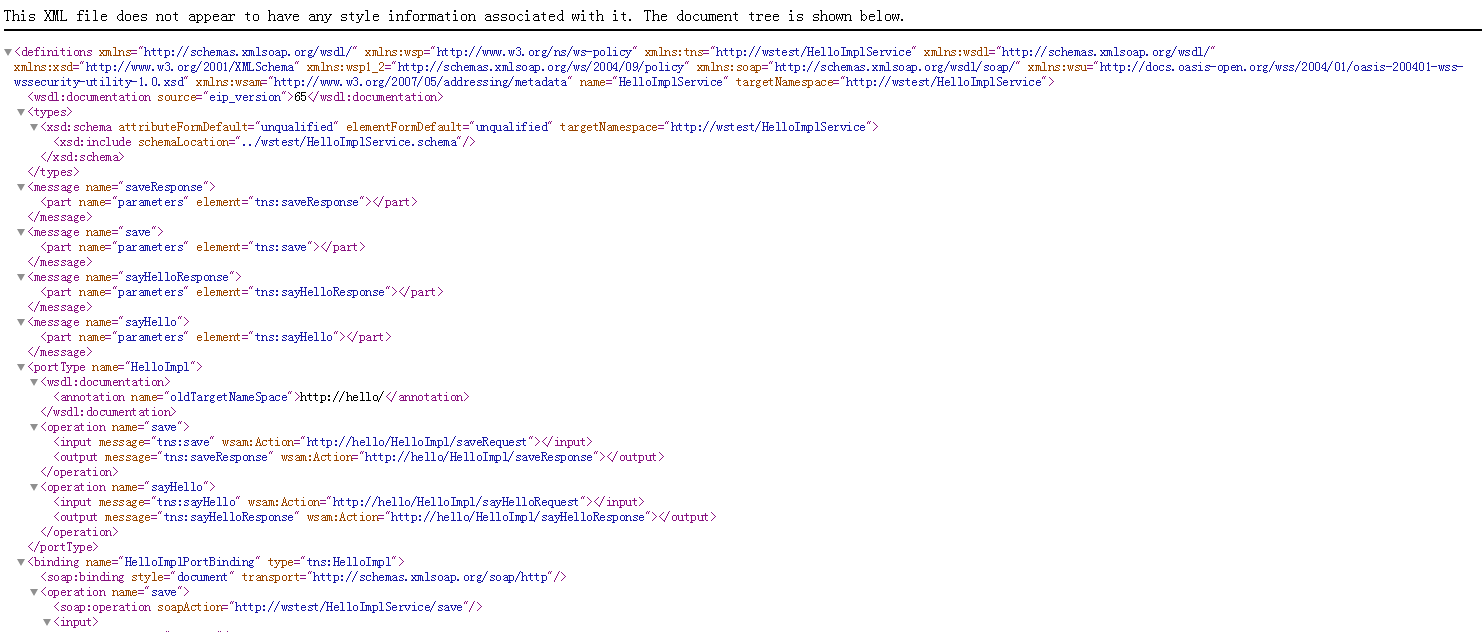 This XML file does not appear to have any style information associated with it. The document tree is shown below.
<definitions xmlns="http://schemas.xmlsoap.org/wsdl/" xmlns:wsp="http://www.w3.org/ns/ws-policy" xmlns:tns="http://wstest/HelloImplService" xmlns:wsdl="http://schemas.xmlsoap.org/wsdl/"
xmlns:xsd="http://www.w3.org/2001/XMLSchema" xmlns:wsp1_2="http://schemas.xmlsoap.org/ws/2004/09/policy" xmlns:soap="http://schemas.xmlsoap.org/wsdl/soap/" xmlns:wsu="http://docs.oasis-open.org/wss/2004/01/oasis-200401-wss-
wssecurity-utility-1.0.xsd" xmlns:wsam="http://www.w3.org/2007/05/addressing/metadata" name="HelloImplService" targetNamespace="http://wstest/HelloImplService">
<wsdl:documentation source="eip_version">65</wsdl:documentation>
<types>
<xsd:schema attributeFormDefault="unqualified" elementFormDefault="unqualified" targetNamespace="http://wstest/HelloImplService">
<xsd:include schemaLocation="../wstest/HelloImplService.schema"/>
</xsd:schema>
</types>
<message name="saveResponse">
<part name="parameters" element="tns:saveResponse"></part>
</message>
<message name="save">
<part name="parameters" element="tns:save"></part>
</message>
<message name="sayHelloResponse">
<part name="parameters" element="tns:sayHelloResponse"></part>
</message>
<message name="sayHello">
<part name="parameters" element="tns:sayHello"></part>
</message>
<portType name="HelloImpl">
<wsdl:documentation>
<annotation name="oldTargetNameSpace">http://hello/</annotation>
</wsdl:documentation>
<operation name="save">
<input message="tns:save" wsam:Action="http://hello/HelloImpl/saveRequest"></input>
<output message="tns:saveResponse" wsam:Action="http://hello/HelloImpl/saveResponse"></output>
</operation>
<operation name="sayHello">
<input message="tns:sayHello" wsam:Action="http://hello/HelloImpl/sayHelloRequest"></input>
<output message="tns:sayHelloResponse" wsam:Action="http://hello/HelloImpl/sayHelloResponse"></output>
</operation>
</portType>
<binding name="HelloImplPortBinding" type="tns:HelloImpl">
<soap:binding style="document" transport="http://schemas.xmlsoap.org/soap/http"/>
<operation name="save">
<soap:operation soapAction="http://wstest/HelloImplService/save"/>
<input>